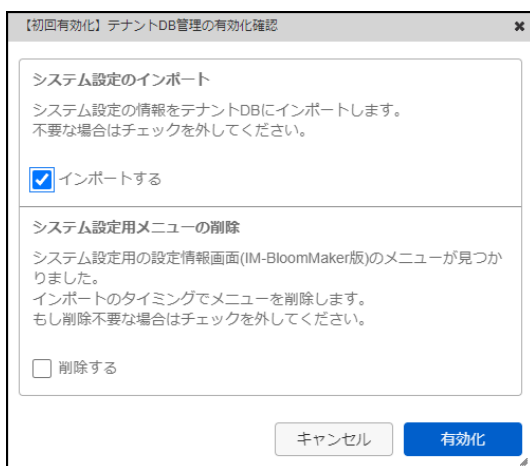 【初回有効化】テナントDB管理の有効化確認
システム設定のインポート
システム設定の情報をテナントDBにインポートします。
不要な場合はチェックを外してください。
インポートする
システム設定用メニューの削除
システム設定用の設定情報画面(IM-BloomMaker版)のメニューが見つか
りました。
インポートのタイミングでメニューを削除します。
もし削除不要な場合はチェックを外してください。
削除する
キャンセル
有効化